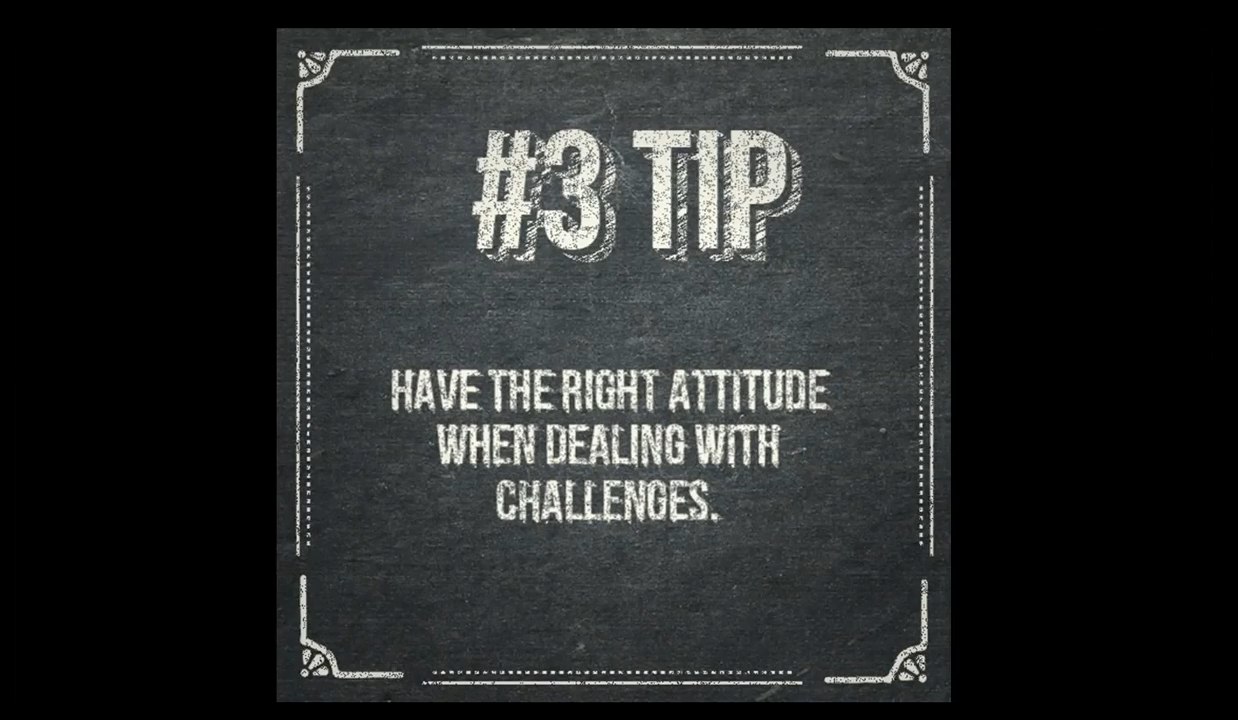 #3 TIP
HAVE THE RIGHT ATTITUDE
WHEN DEALING WITH
CHALLENGES.